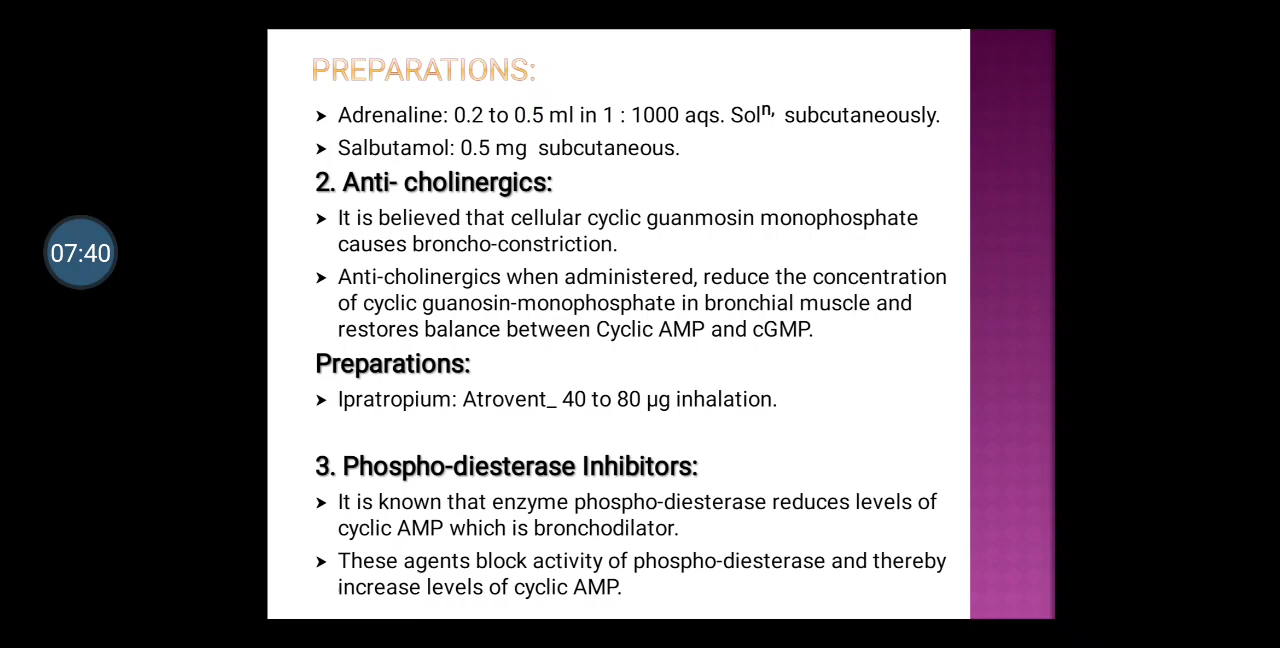 PREPARATIONS:
➤ Adrenaline: 0.2 to 0.5 ml in 1 : 1000 aqs. Solⁿ, subcutaneously.
➤ Salbutamol: 0.5 mg subcutaneous.
2. Anti- cholinergics:
➤ It is believed that cellular cyclic guanmosin monophosphate
causes broncho-constriction.
07:40
➤ Anti-cholinergics when administered, reduce the concentration
of cyclic guanosin-monophosphate in bronchial muscle and
restores balance between Cyclic AMP and cGMP.
Preparations:
➤ Ipratropium: Atrovent_ 40 to 80 µg inhalation.
3. Phospho-diesterase Inhibitors:
➤ It is known that enzyme phospho-diesterase reduces levels of
cyclic AMP which is bronchodilator.
➤ These agents block activity of phospho-diesterase and thereby
increase levels of cyclic AMP.